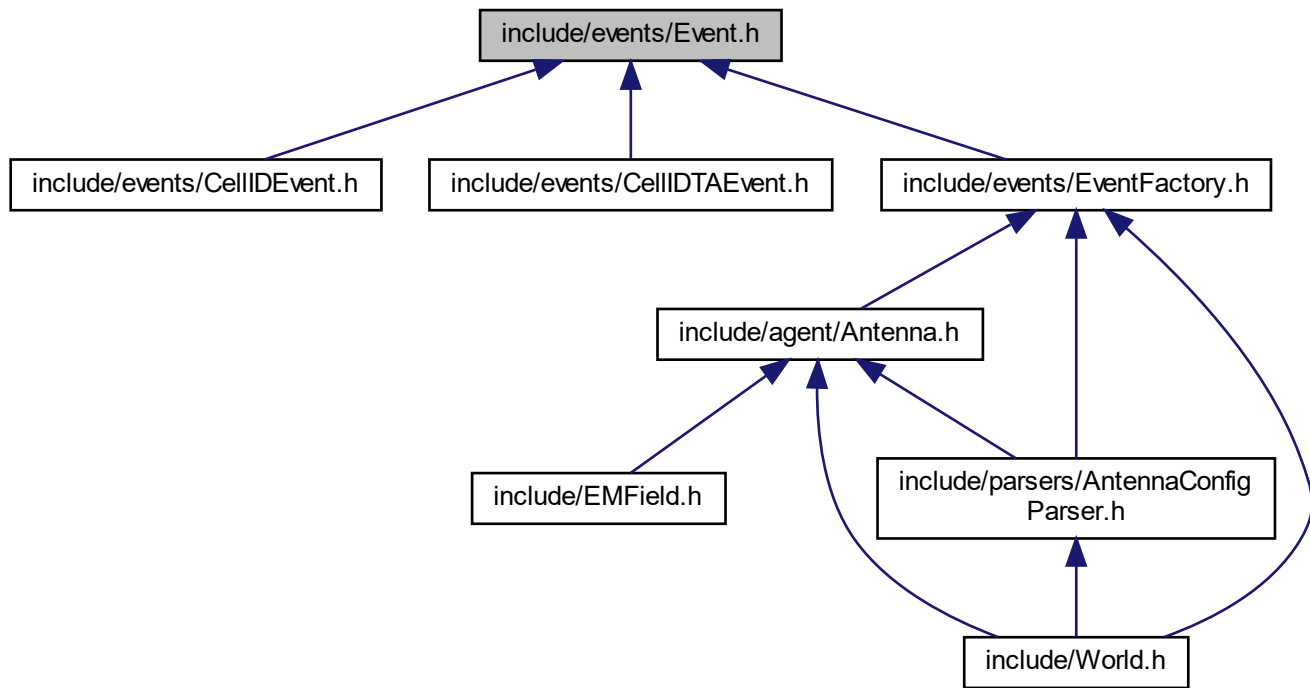 include/events/Event.h
include/events/CellIDEvent.h
include/events/CellIDTAEvent.h
include/events/EventFactory.h
include/agent/Antenna.h
include/EMField.h
include/parsers/AntennaConfig
Parser.h
include/World.h